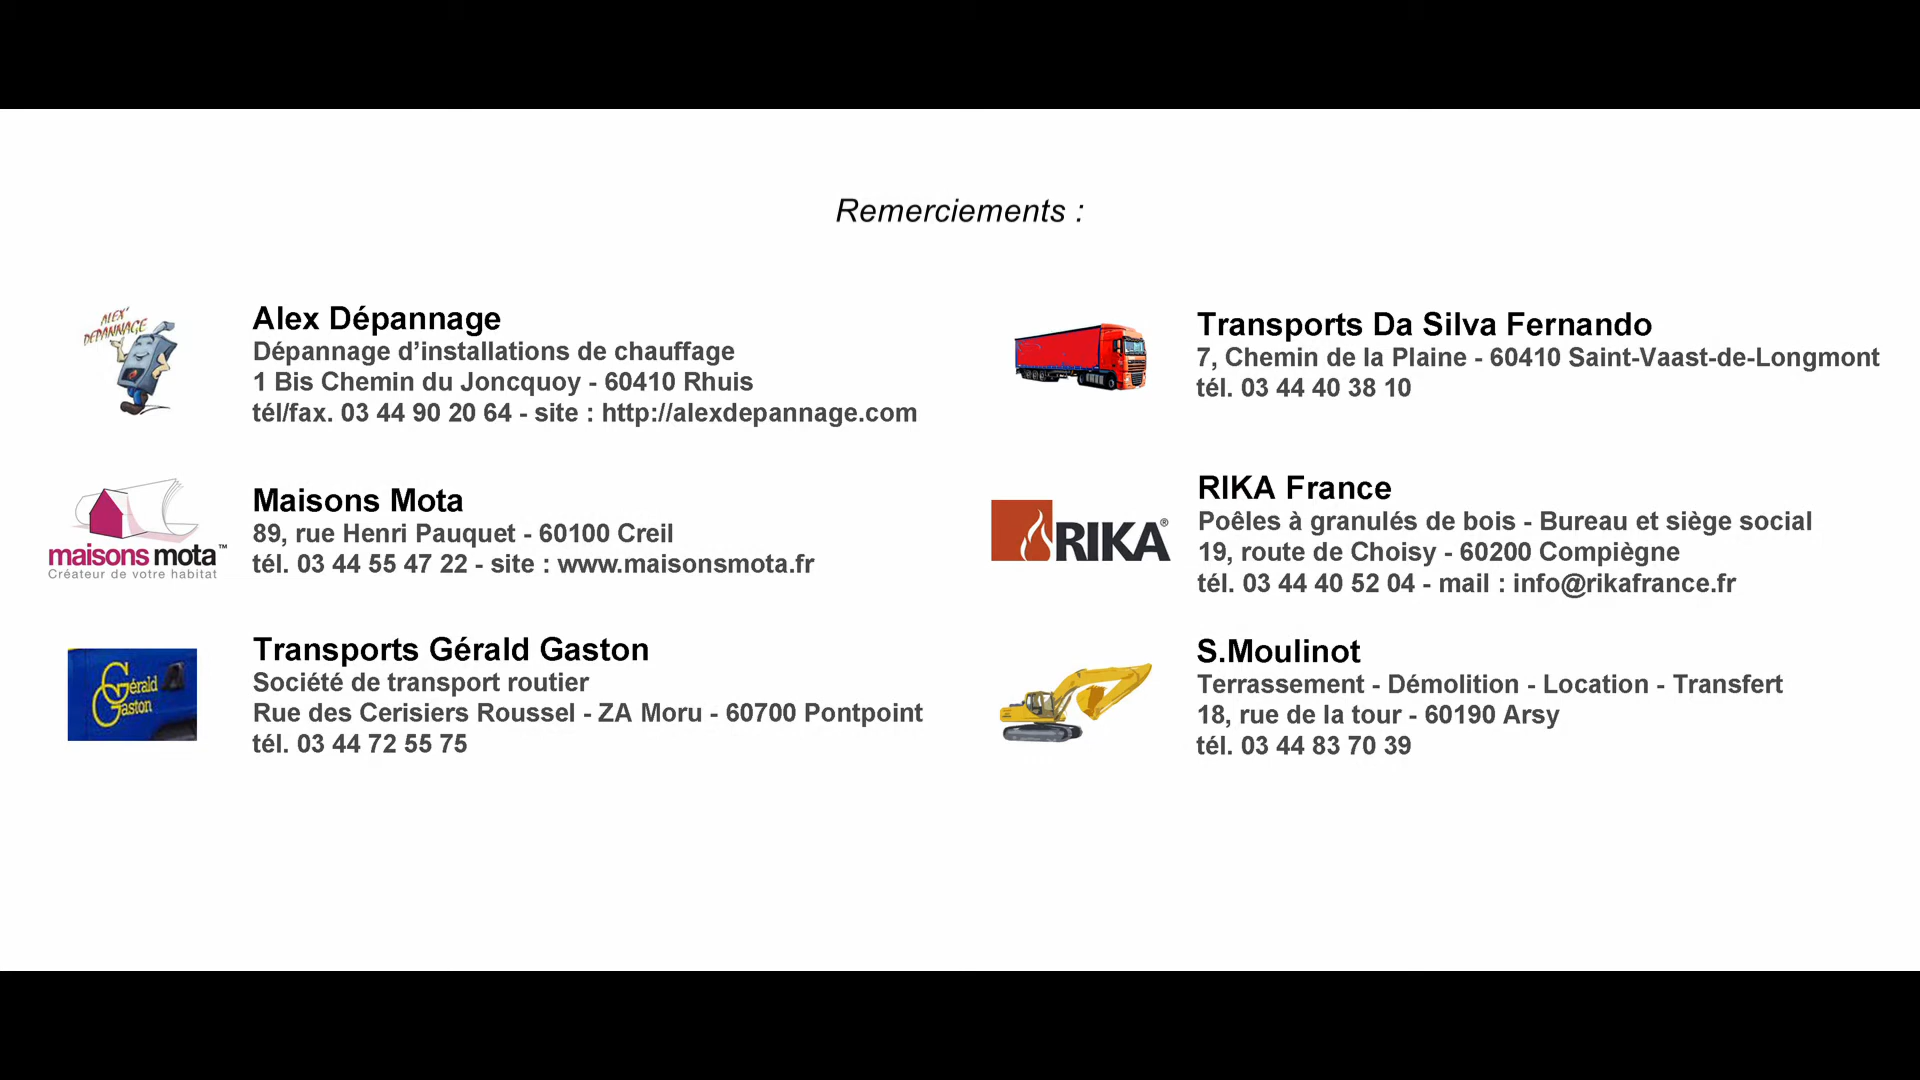 Remerciements :
ALEX'
DEPANNAGE
Alex Dépannage
Dépannage d’installations de chauffage
1 Bis Chemin du Joncquoy - 60410 Rhuis
tél/fax. 03 44 90 20 64 - site : http://alexdepannage.com
maisons mota™
Créateur de votre habitat
Maisons Mota
89, rue Henri Pauquet - 60100 Creil
tél. 03 44 55 47 22 - site : www.maisonsmota.fr
Gérald
Gaston
Transports Gérald Gaston
Société de transport routier
Rue des Cerisiers Roussel - ZA Moru - 60700 Pontpoint
tél. 03 44 72 55 75
Transports Da Silva Fernando
7, Chemin de la Plaine - 60410 Saint-Vaast-de-Longmont
tél. 03 44 40 38 10
RIKA®
RIKA France
Poêles à granulés de bois - Bureau et siège social
19, route de Choisy - 60200 Compiègne
tél. 03 44 40 52 04 - mail : info@rikafrance.fr
S.Moulinot
Terrassement - Démolition - Location - Transfert
18, rue de la tour - 60190 Arsy
tél. 03 44 83 70 39